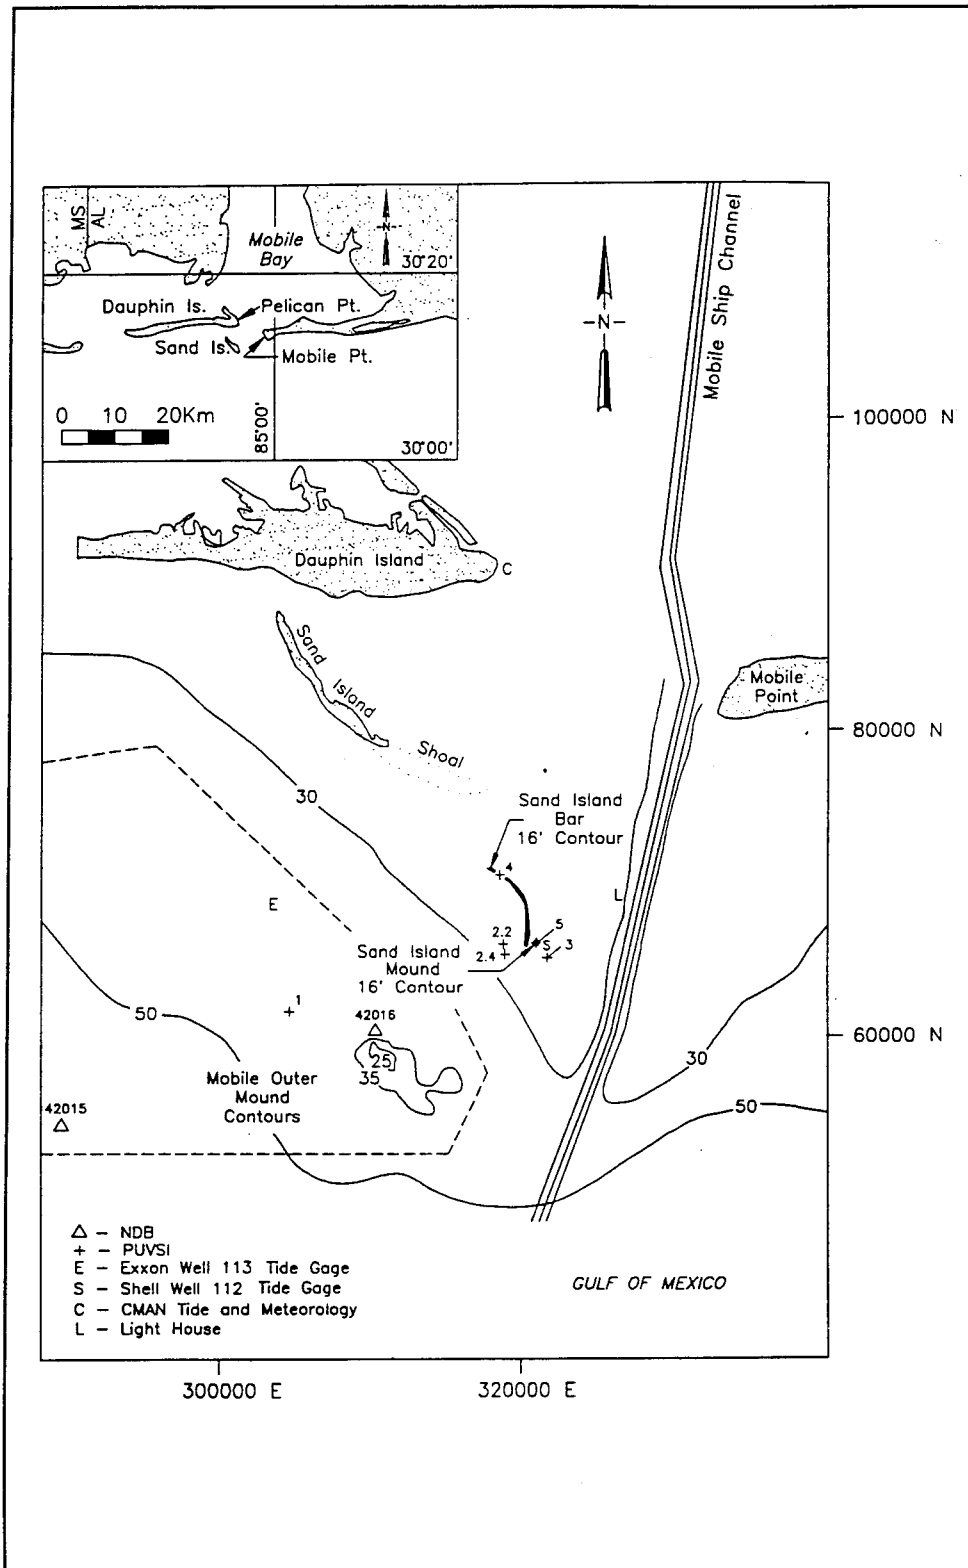 MS
AL
Mobile
Bay
N
30°20'
Dauphin Is.
Pelican Pt.
Sand Is.
Mobile Pt.
0 10 20Km
85°00'
30°00'
N
Mobile Ship Channel
100000 N
Dauphin Island
C
Sand Island
Shoal
Mobile
Point
80000 N
30
Sand Island
Bar
16' Contour
4
E
L
5
2.2
S
3
2.4
Sand Island
Mound
16' Contour
1
50
42016
60000 N
25
35
30
Mobile Outer
Mound
Contours
50
42015
△ – NDB
+ – PUVSI
E – Exxon Well 113 Tide Gage
S – Shell Well 112 Tide Gage
C – CMAN Tide and Meteorology
L – Light House
GULF OF MEXICO
300000 E
320000 E